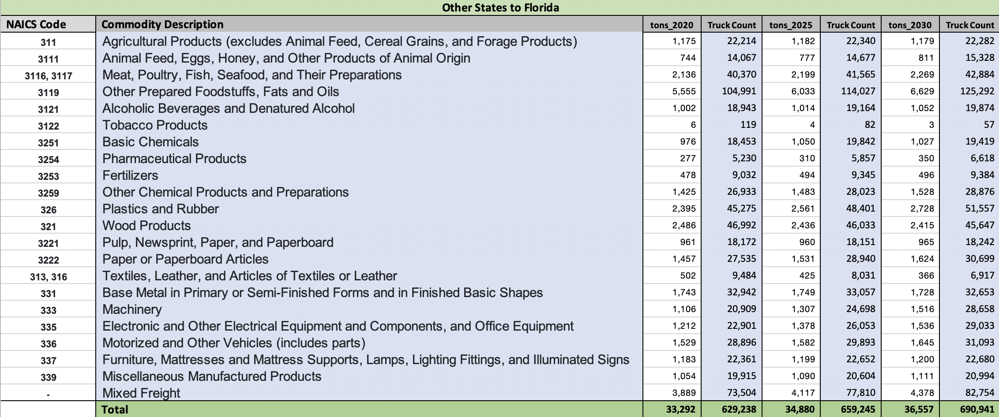 Other States to Florida
NAICS Code Commodity Description tons_2020 Truck Count tons_2025 Truck Count tons_2030 Truck Count
311 Agricultural Products (excludes Animal Feed, Cereal Grains, and Forage Products) 1,175 22,214 1,182 22,340 1,179 22,282
3111 Animal Feed, Eggs, Honey, and Other Products of Animal Origin 744 14,067 777 14,677 811 15,328
3116, 3117 Meat, Poultry, Fish, Seafood, and Their Preparations 2,136 40,370 2,199 41,565 2,269 42,884
3119 Other Prepared Foodstuffs, Fats and Oils 5,555 104,991 6,033 114,027 6,629 125,292
3121 Alcoholic Beverages and Denatured Alcohol 1,002 18,943 1,014 19,164 1,052 19,874
3122 Tobacco Products 6 119 4 82 3 57
3251 Basic Chemicals 976 18,453 1,050 19,842 1,027 19,419
3254 Pharmaceutical Products 277 5,230 310 5,857 350 6,618
3253 Fertilizers 478 9,032 494 9,345 496 9,384
3259 Other Chemical Products and Preparations 1,425 26,933 1,483 28,023 1,528 28,876
326 Plastics and Rubber 2,395 45,275 2,561 48,401 2,728 51,557
321 Wood Products 2,486 46,992 2,436 46,033 2,415 45,647
3221 Pulp, Newsprint, Paper, and Paperboard 961 18,172 960 18,151 965 18,242
3222 Paper or Paperboard Articles 1,457 27,535 1,531 28,940 1,624 30,699
313, 316 Textiles, Leather, and Articles of Textiles or Leather 502 9,484 425 8,031 366 6,917
331 Base Metal in Primary or Semi-Finished Forms and in Finished Basic Shapes 1,743 32,942 1,749 33,057 1,728 32,653
333 Machinery 1,106 20,909 1,307 24,698 1,516 28,658
335 Electronic and Other Electrical Equipment and Components, and Office Equipment 1,212 22,901 1,378 26,053 1,536 29,033
336 Motorized and Other Vehicles (includes parts) 1,529 28,896 1,582 29,893 1,645 31,093
337 Furniture, Mattresses and Mattress Supports, Lamps, Lighting Fittings, and Illuminated Signs 1,183 22,361 1,199 22,652 1,200 22,680
339 Miscellaneous Manufactured Products 1,054 19,915 1,090 20,604 1,111 20,994
- Mixed Freight 3,889 73,504 4,117 77,810 4,378 82,754
Total 33,292 629,238 34,880 659,245 36,557 690,941